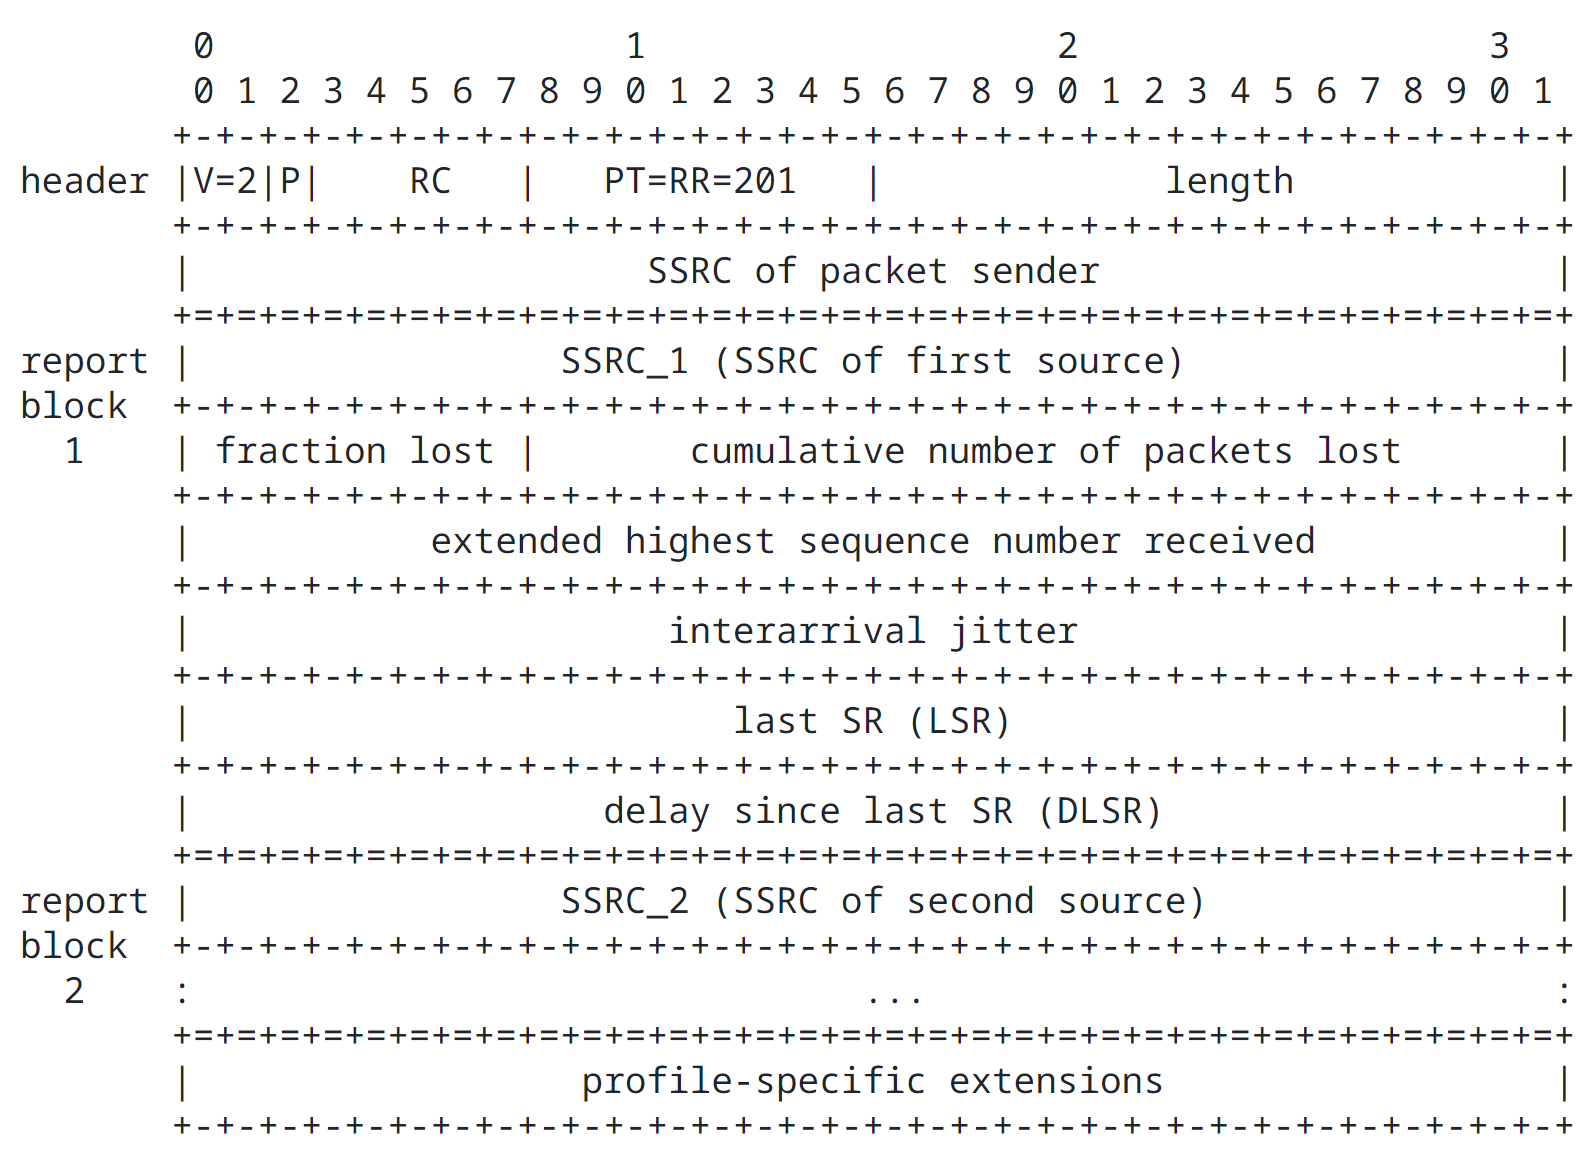 0                   1                   2                   3
        0 1 2 3 4 5 6 7 8 9 0 1 2 3 4 5 6 7 8 9 0 1 2 3 4 5 6 7 8 9 0 1
       +-+-+-+-+-+-+-+-+-+-+-+-+-+-+-+-+-+-+-+-+-+-+-+-+-+-+-+-+-+-+-+-+
header |V=2|P|    RC   |   PT=RR=201   |             length            |
       +-+-+-+-+-+-+-+-+-+-+-+-+-+-+-+-+-+-+-+-+-+-+-+-+-+-+-+-+-+-+-+-+
       |                     SSRC of packet sender                     |
       +=+=+=+=+=+=+=+=+=+=+=+=+=+=+=+=+=+=+=+=+=+=+=+=+=+=+=+=+=+=+=+=+
report |                 SSRC_1 (SSRC of first source)                 |
block  +-+-+-+-+-+-+-+-+-+-+-+-+-+-+-+-+-+-+-+-+-+-+-+-+-+-+-+-+-+-+-+-+
  1    | fraction lost |       cumulative number of packets lost       |
       +-+-+-+-+-+-+-+-+-+-+-+-+-+-+-+-+-+-+-+-+-+-+-+-+-+-+-+-+-+-+-+-+
       |           extended highest sequence number received           |
       +-+-+-+-+-+-+-+-+-+-+-+-+-+-+-+-+-+-+-+-+-+-+-+-+-+-+-+-+-+-+-+-+
       |                      interarrival jitter                      |
       +-+-+-+-+-+-+-+-+-+-+-+-+-+-+-+-+-+-+-+-+-+-+-+-+-+-+-+-+-+-+-+-+
       |                         last SR (LSR)                         |
       +-+-+-+-+-+-+-+-+-+-+-+-+-+-+-+-+-+-+-+-+-+-+-+-+-+-+-+-+-+-+-+-+
       |                   delay since last SR (DLSR)                  |
       +=+=+=+=+=+=+=+=+=+=+=+=+=+=+=+=+=+=+=+=+=+=+=+=+=+=+=+=+=+=+=+=+
report |                 SSRC_2 (SSRC of second source)                |
block  +-+-+-+-+-+-+-+-+-+-+-+-+-+-+-+-+-+-+-+-+-+-+-+-+-+-+-+-+-+-+-+-+
  2    :                               ...                             :
       +=+=+=+=+=+=+=+=+=+=+=+=+=+=+=+=+=+=+=+=+=+=+=+=+=+=+=+=+=+=+=+=+
       |                  profile-specific extensions                  |
       +-+-+-+-+-+-+-+-+-+-+-+-+-+-+-+-+-+-+-+-+-+-+-+-+-+-+-+-+-+-+-+-+